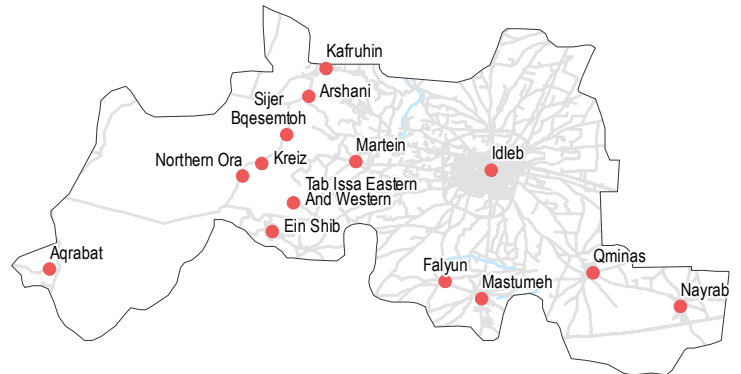 Kafruhin
Arshani
Sijer
Bqesemtoh
Martein
Idleb
Northern Ora
Kreiz
Tab Issa Eastern
And Western
Ein Shib
Aqrabat
Falyun
Qminas
Mastumeh
Nayrab